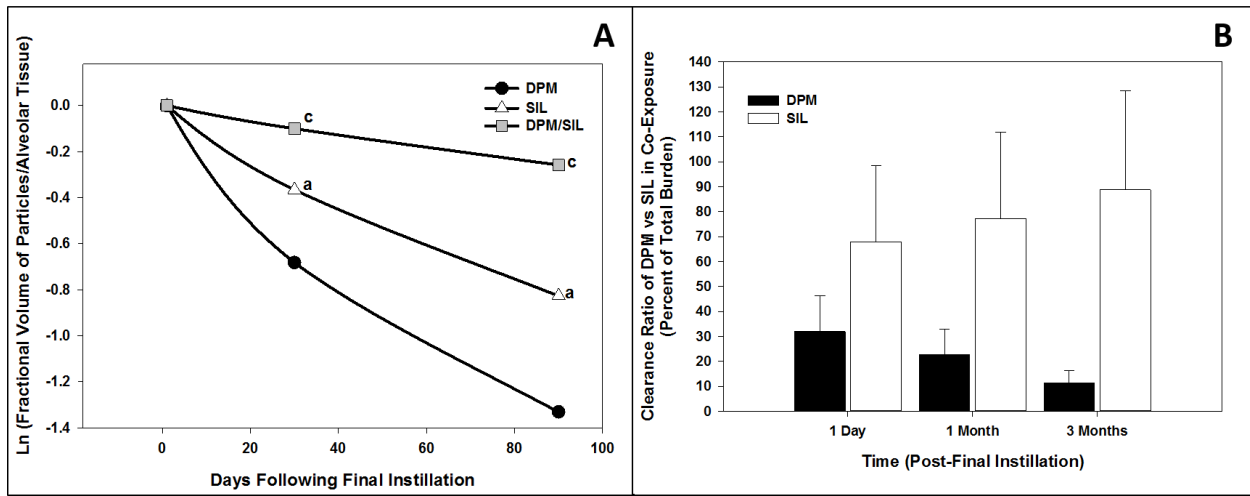 A
Ln (Fractional Volume of Particles/Alveolar Tissue)
0.0
-0.2
-0.4
-0.6
-0.8
-1.0
-1.2
-1.4
DPM
SIL
DPM/SIL
c
c
a
a
0
20
40
60
80
100
Days Following Final Instillation
B
Clearance Ratio of DPM vs SIL in Co-Exposure
(Percent of Total Burden)
140
130
120
110
100
90
80
70
60
50
40
30
20
10
0
DPM
SIL
1 Day
1 Month
3 Months
Time (Post-Final Instillation)